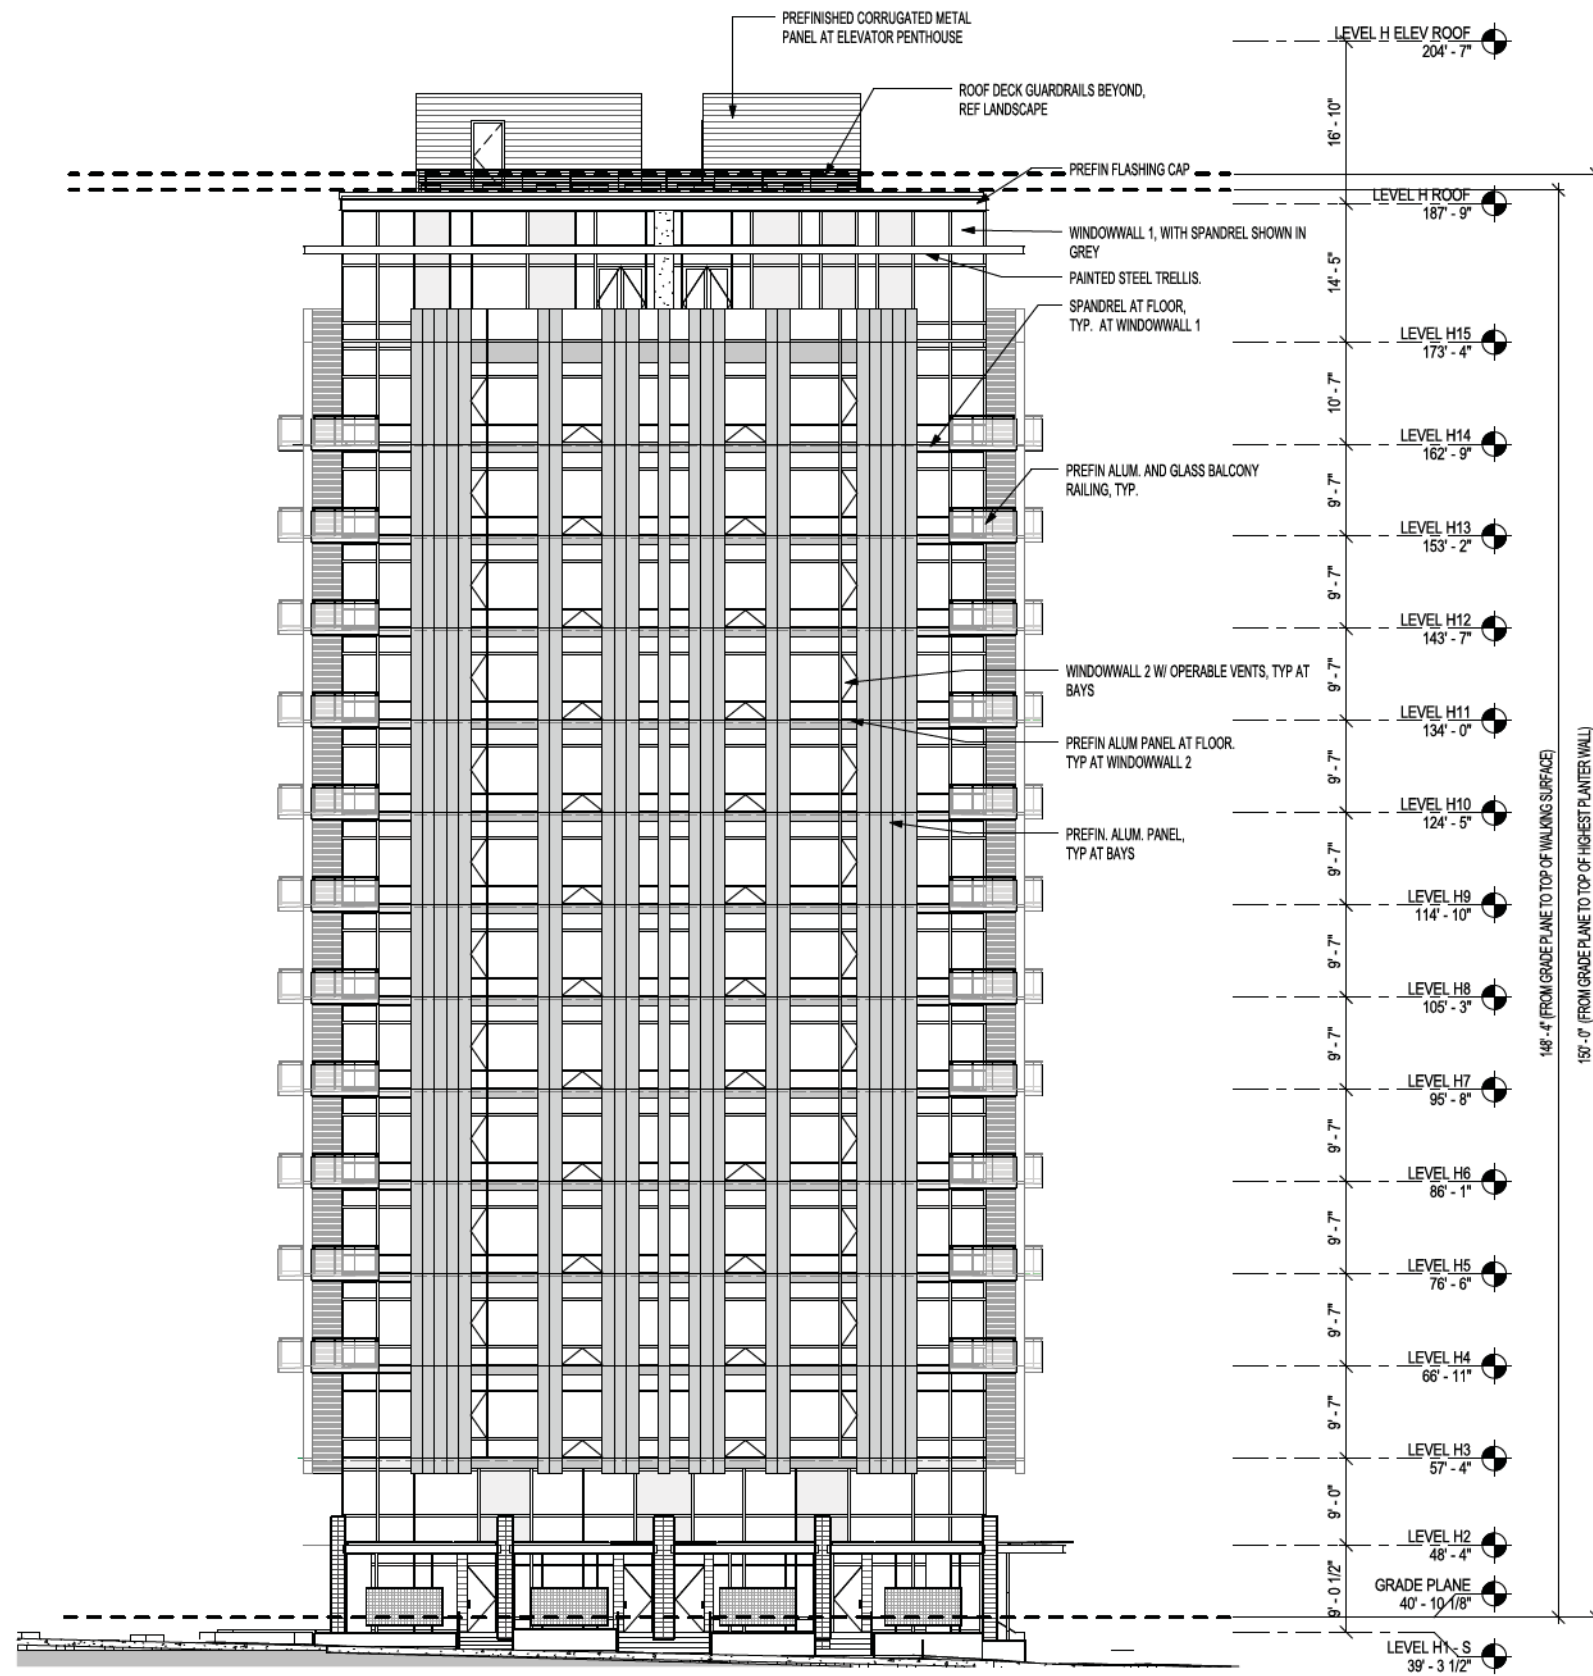 PREFINISHED CORRUGATED METAL
PANEL AT ELEVATOR PENTHOUSE
ROOF DECK GUARDRAILS BEYOND,
REF LANDSCAPE
PREFIN FLASHING CAP
WINDOWWALL 1, WITH SPANDREL SHOWN IN
GREY
PAINTED STEEL TRELLIS.
SPANDREL AT FLOOR,
TYP. AT WINDOWWALL 1
PREFIN ALUM. AND GLASS BALCONY
RAILING, TYP.
WINDOWWALL 2 W/ OPERABLE VENTS, TYP AT
BAYS
PREFIN ALUM PANEL AT FLOOR.
TYP AT WINDOWWALL 2
PREFIN. ALUM. PANEL,
TYP AT BAYS
LEVEL H ELEV ROOF
204' - 7"
16' - 10"
LEVEL H ROOF
187' - 9"
14' - 5"
LEVEL H15
173' - 4"
10' - 7"
LEVEL H14
162' - 9"
9' - 7"
LEVEL H13
153' - 2"
9' - 7"
LEVEL H12
143' - 7"
9' - 7"
LEVEL H11
134' - 0"
9' - 7"
LEVEL H10
124' - 5"
9' - 7"
LEVEL H9
114' - 10"
9' - 7"
LEVEL H8
105' - 3"
9' - 7"
LEVEL H7
95' - 8"
9' - 7"
LEVEL H6
86' - 1"
9' - 7"
LEVEL H5
76' - 6"
9' - 7"
LEVEL H4
66' - 11"
9' - 7"
LEVEL H3
57' - 4"
9' - 0"
LEVEL H2
48' - 4"
9' - 0 1/2"
GRADE PLANE
40' - 10 1/8"
LEVEL H1 - S
39' - 3 1/2"
148' - 4" (FROM GRADE PLANE TO TOP OF WALKING SURFACE)
150' - 0" (FROM GRADE PLANE TO TOP OF HIGHEST PLANTER WALL)